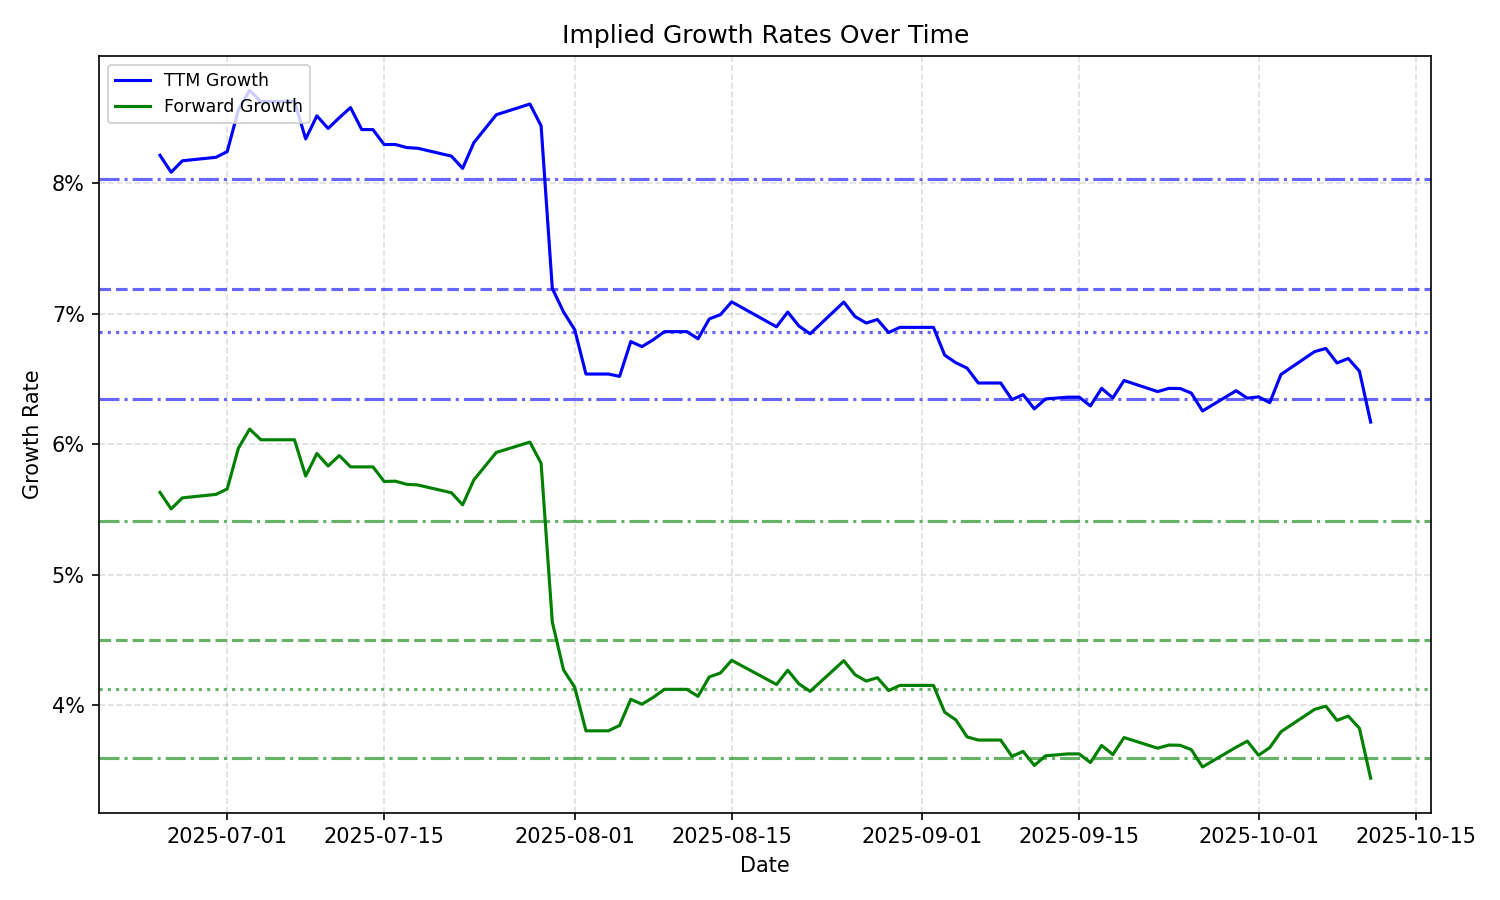 Implied Growth Rates Over Time
TTM Growth
Forward Growth
8%
7%
6%
5%
4%
Growth Rate
2025-07-01
2025-07-15
2025-08-01
2025-08-15
2025-09-01
2025-09-15
2025-10-01
2025-10-15
Date